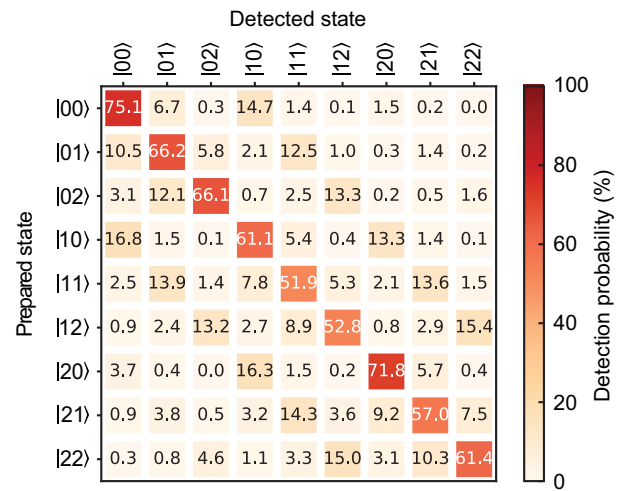 Detected state
|00⟩ |01⟩ |02⟩ |10⟩ |11⟩ |12⟩ |20⟩ |21⟩ |22⟩
Prepared state
|00⟩ 75.1 6.7 0.3 14.7 1.4 0.1 1.5 0.2 0.0
|01⟩ 10.5 66.2 5.8 2.1 12.5 1.0 0.3 1.4 0.2
|02⟩ 3.1 12.1 66.1 0.7 2.5 13.3 0.2 0.5 1.6
|10⟩ 16.8 1.5 0.1 61.1 5.4 0.4 13.3 1.4 0.1
|11⟩ 2.5 13.9 1.4 7.8 51.9 5.3 2.1 13.6 1.5
|12⟩ 0.9 2.4 13.2 2.7 8.9 52.8 0.8 2.9 15.4
|20⟩ 3.7 0.4 0.0 16.3 1.5 0.2 71.8 5.7 0.4
|21⟩ 0.9 3.8 0.5 3.2 14.3 3.6 9.2 57.0 7.5
|22⟩ 0.3 0.8 4.6 1.1 3.3 15.0 3.1 10.3 61.4
100
80
60
40
20
0
Detection probability (%)